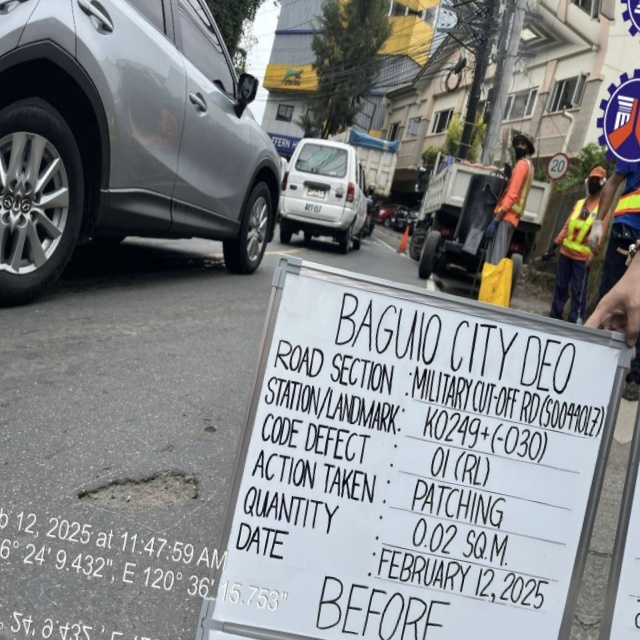 BAGUIO CITY DEO
ROAD SECTION : MILITARY CUT-OFF RD (S00440LZ)
STATION/LANDMARK: K0249+(-030)
CODE DEFECT : 01 (RL)
ACTION TAKEN : PATCHING
QUANTITY : 0.02 SQ.M.
DATE : FEBRUARY 12, 2025
BEFORE
20
b 12, 2025 at 11:47:59 AM
6° 24' 9.432", E 120° 36' 15.753"